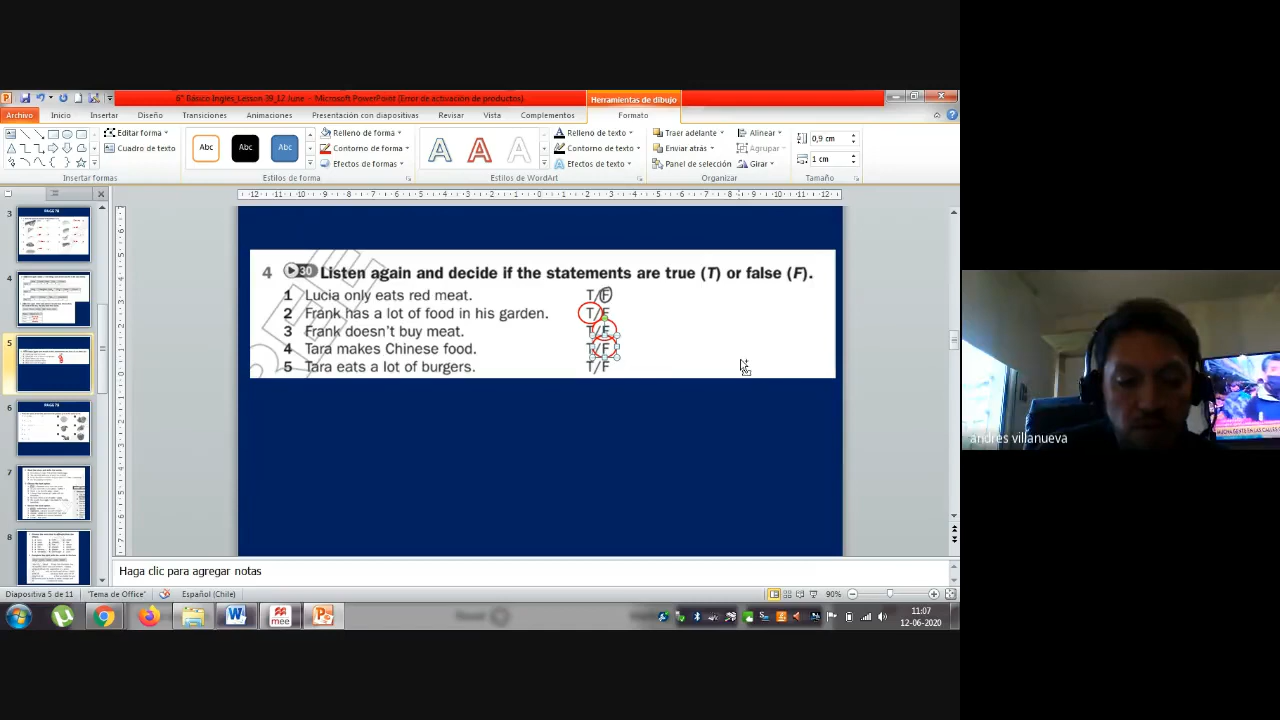 6° Básico Inglés_Lesson 39_12 June - Microsoft PowerPoint (Error de activación de productos)
Herramientas de dibujo
Archivo Inicio Insertar Diseño Transiciones Animaciones Presentación con diapositivas Revisar Vista Complementos Formato
Editar forma
Cuadro de texto
Insertar formas
Abc Abc Abc
Relleno de forma
Contorno de forma
Efectos de formas
Estilos de forma
A A A
Relleno de texto
Contorno de texto
Efectos de texto
Estilos de WordArt
Traer adelante
Enviar atrás
Panel de selección
Alinear
Agrupar
Girar
Organizar
0,9 cm
1 cm
Tamaño
3
4
5
6
7
8
4 30 Listen again and decide if the statements are true (T) or false (F).
1 Lucia only eats red meat. T/F
2 Frank has a lot of food in his garden. T/F
3 Frank doesn't buy meat. T/F
4 Tara makes Chinese food. T/F
5 Tara eats a lot of burgers. T/F
andres villanueva
Haga clic para agregar notas
Diapositiva 5 de 11 "Tema de Office" Español (Chile) 90%
mee
11:07
12-06-2020